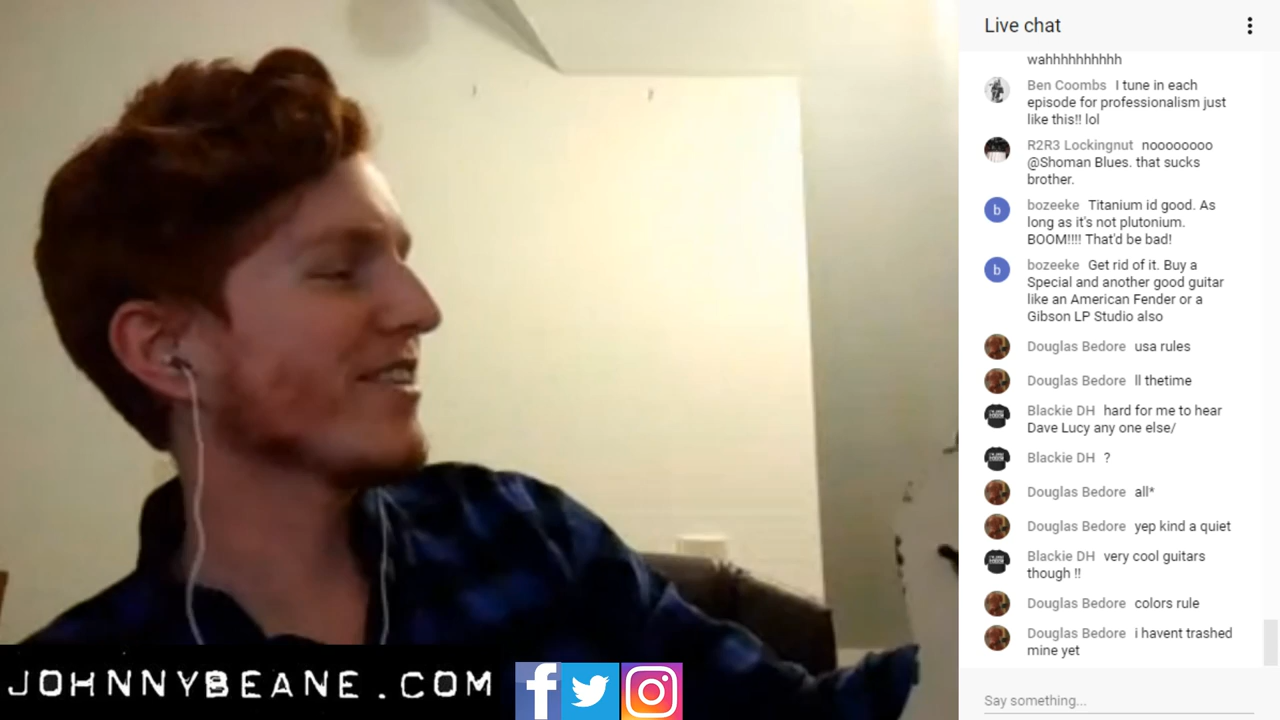 Live chat
wahhhhhhhhhh
Ben Coombs I tune in each
episode for professionalism just
like this!! lol
R2R3 Lockingnut noooooooo
@Shoman Blues. that sucks
brother.
b
bozeeke Titanium id good. As
long as it's not plutonium.
BOOM!!!! That'd be bad!
b
bozeeke Get rid of it. Buy a
Special and another good guitar
like an American Fender or a
Gibson LP Studio also
Douglas Bedore usa rules
Douglas Bedore ll thetime
Blackie DH hard for me to hear
Dave Lucy any one else/
Blackie DH ?
Douglas Bedore all*
Douglas Bedore yep kind a quiet
Blackie DH very cool guitars
though !!
Douglas Bedore colors rule
Douglas Bedore i havent trashed
mine yet
Say something...
JOHNNYBEANE.COM
f